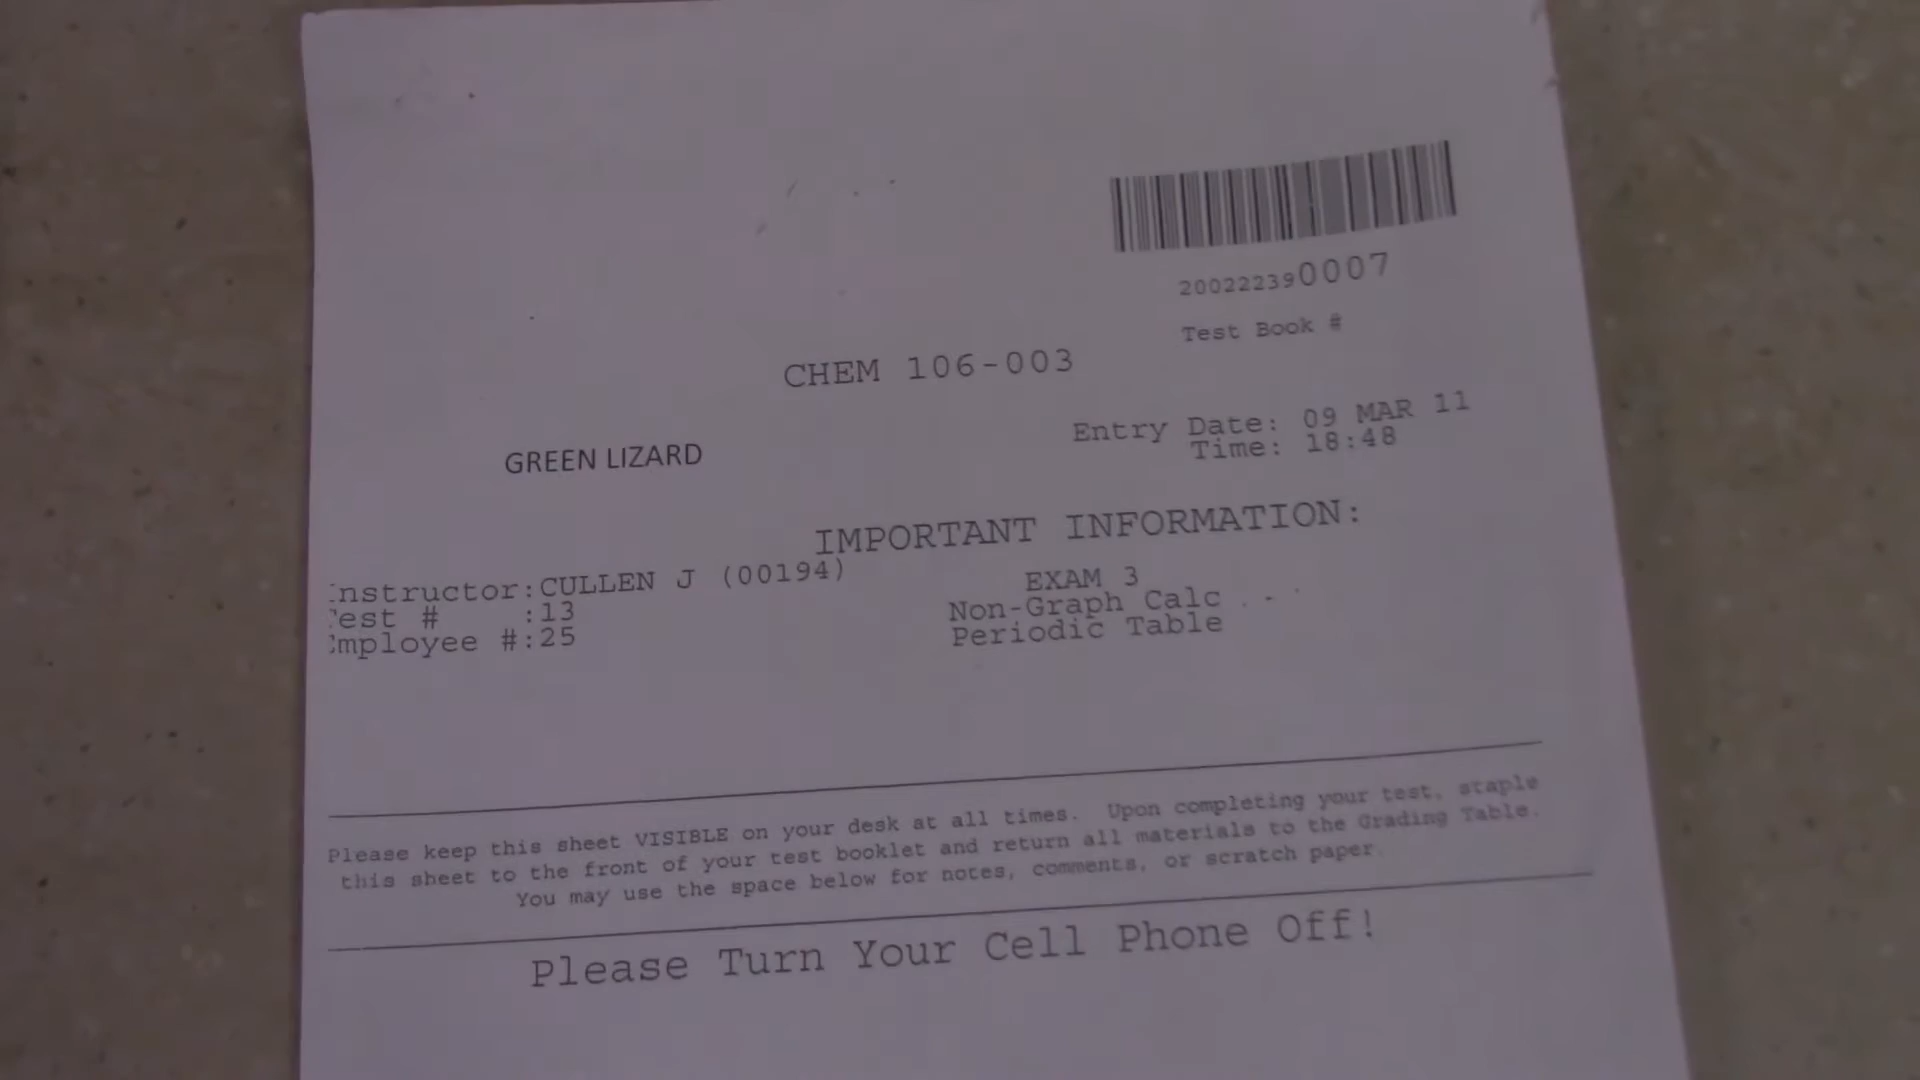 200222390007
Test Book #
CHEM 106-003
Entry Date: 09 MAR 11
Time: 18:48
GREEN LIZARD
IMPORTANT INFORMATION:
nstructor:CULLEN J (00194)
est # :13
mployee #:25
EXAM 3
Non-Graph Calc
Periodic Table
Please keep this sheet VISIBLE on your desk at all times. Upon completing your test, staple
this sheet to the front of your test booklet and return all materials to the Grading Table.
You may use the space below for notes, comments, or scratch paper.
Please Turn Your Cell Phone Off!